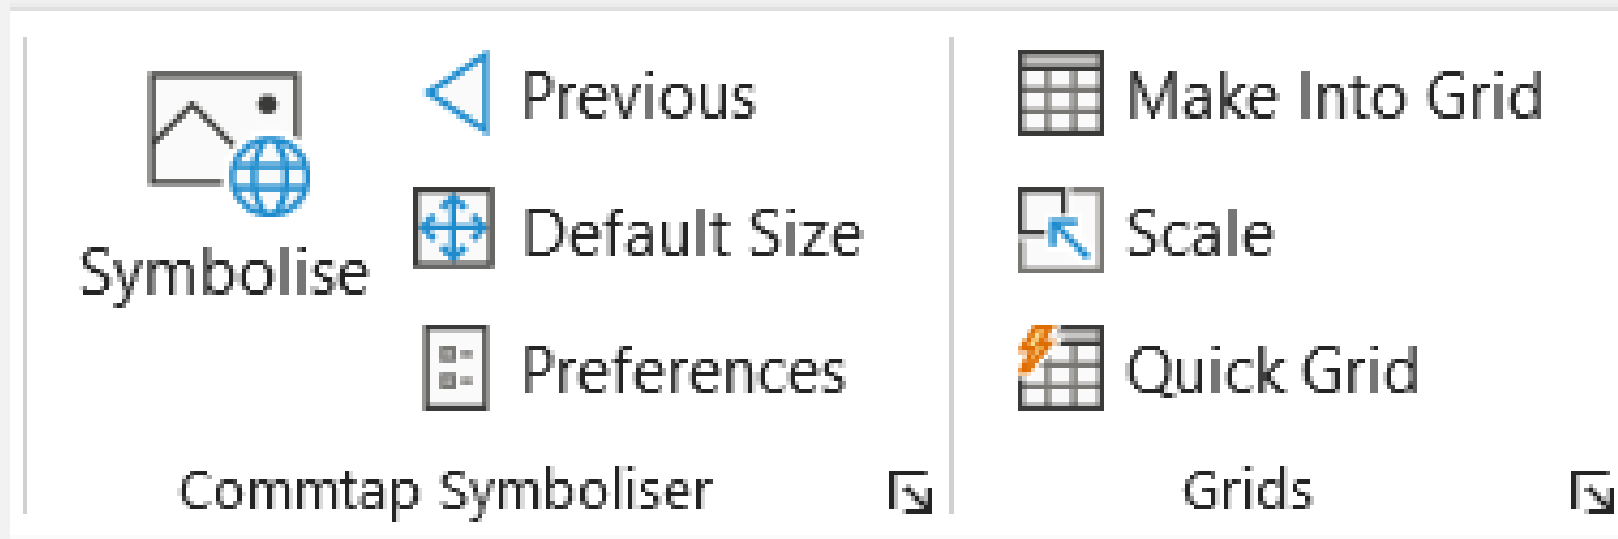 Symbolise
Previous
Default Size
Preferences
Commtap Symboliser
Make Into Grid
Scale
Quick Grid
Grids